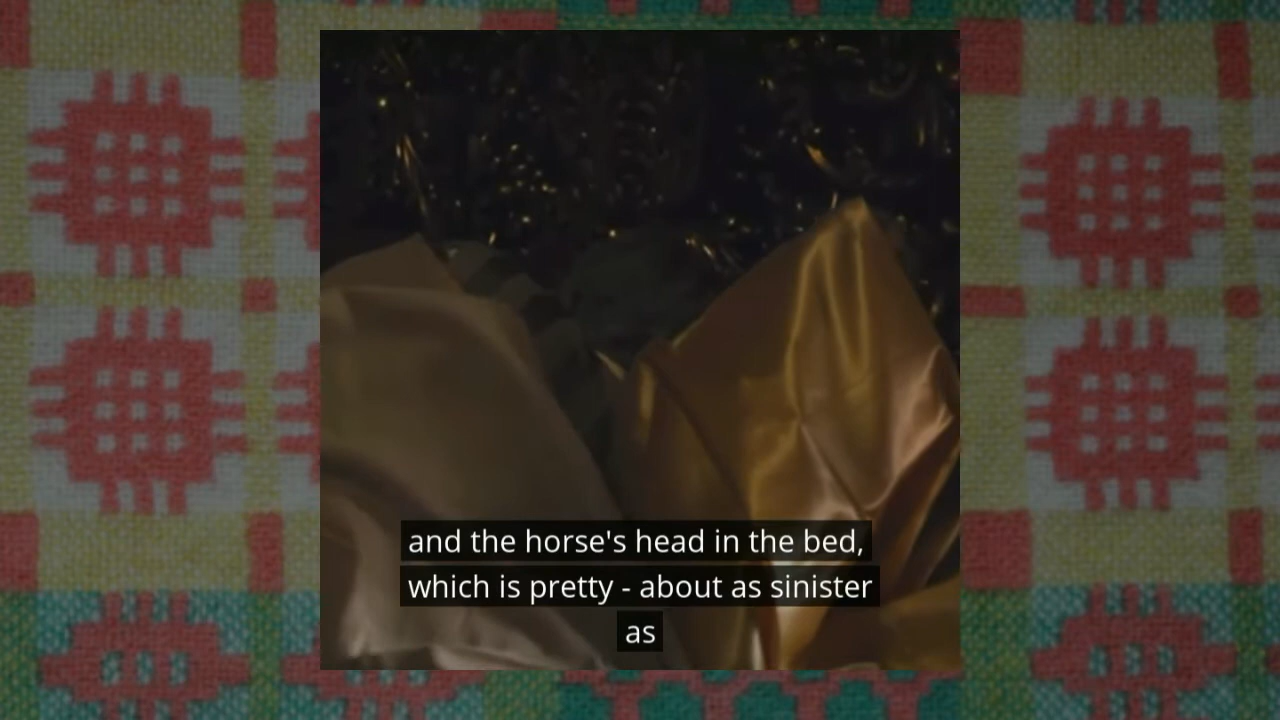 and the horse's head in the bed,
which is pretty - about as sinister
as